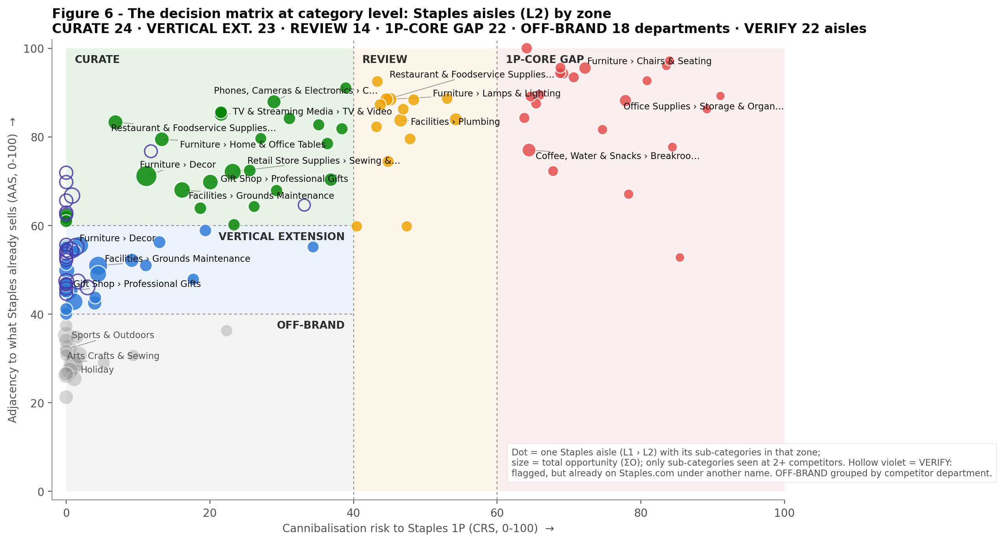 Figure 6 - The decision matrix at category level: Staples aisles (L2) by zone
CURATE 24 · VERTICAL EXT. 23 · REVIEW 14 · 1P-CORE GAP 22 · OFF-BRAND 18 departments · VERIFY 22 aisles
Adjacency to what Staples already sells (AAS, 0-100) →
100
80
60
40
20
0
CURATE
REVIEW
1P-CORE GAP
Furniture › Chairs & Seating
Restaurant & Foodservice Supplies…
Phones, Cameras & Electronics › C…
Furniture › Lamps & Lighting
Office Supplies › Storage & Organ…
TV & Streaming Media › TV & Video
Facilities › Plumbing
Restaurant & Foodservice Supplies…
Furniture › Home & Office Tables
Coffee, Water & Snacks › Breakroo…
Furniture › Decor
Retail Store Supplies › Sewing &…
Gift Shop › Professional Gifts
Facilities › Grounds Maintenance
VERTICAL EXTENSION
Furniture › Decor
Facilities › Grounds Maintenance
Gift Shop › Professional Gifts
OFF-BRAND
Sports & Outdoors
Arts Crafts & Sewing
Holiday
Dot = one Staples aisle (L1 › L2) with its sub-categories in that zone;
size = total opportunity (ΣO); only sub-categories seen at 2+ competitors. Hollow violet = VERIFY:
flagged, but already on Staples.com under another name. OFF-BRAND grouped by competitor department.
0
20
40
60
80
100
Cannibalisation risk to Staples 1P (CRS, 0-100) →